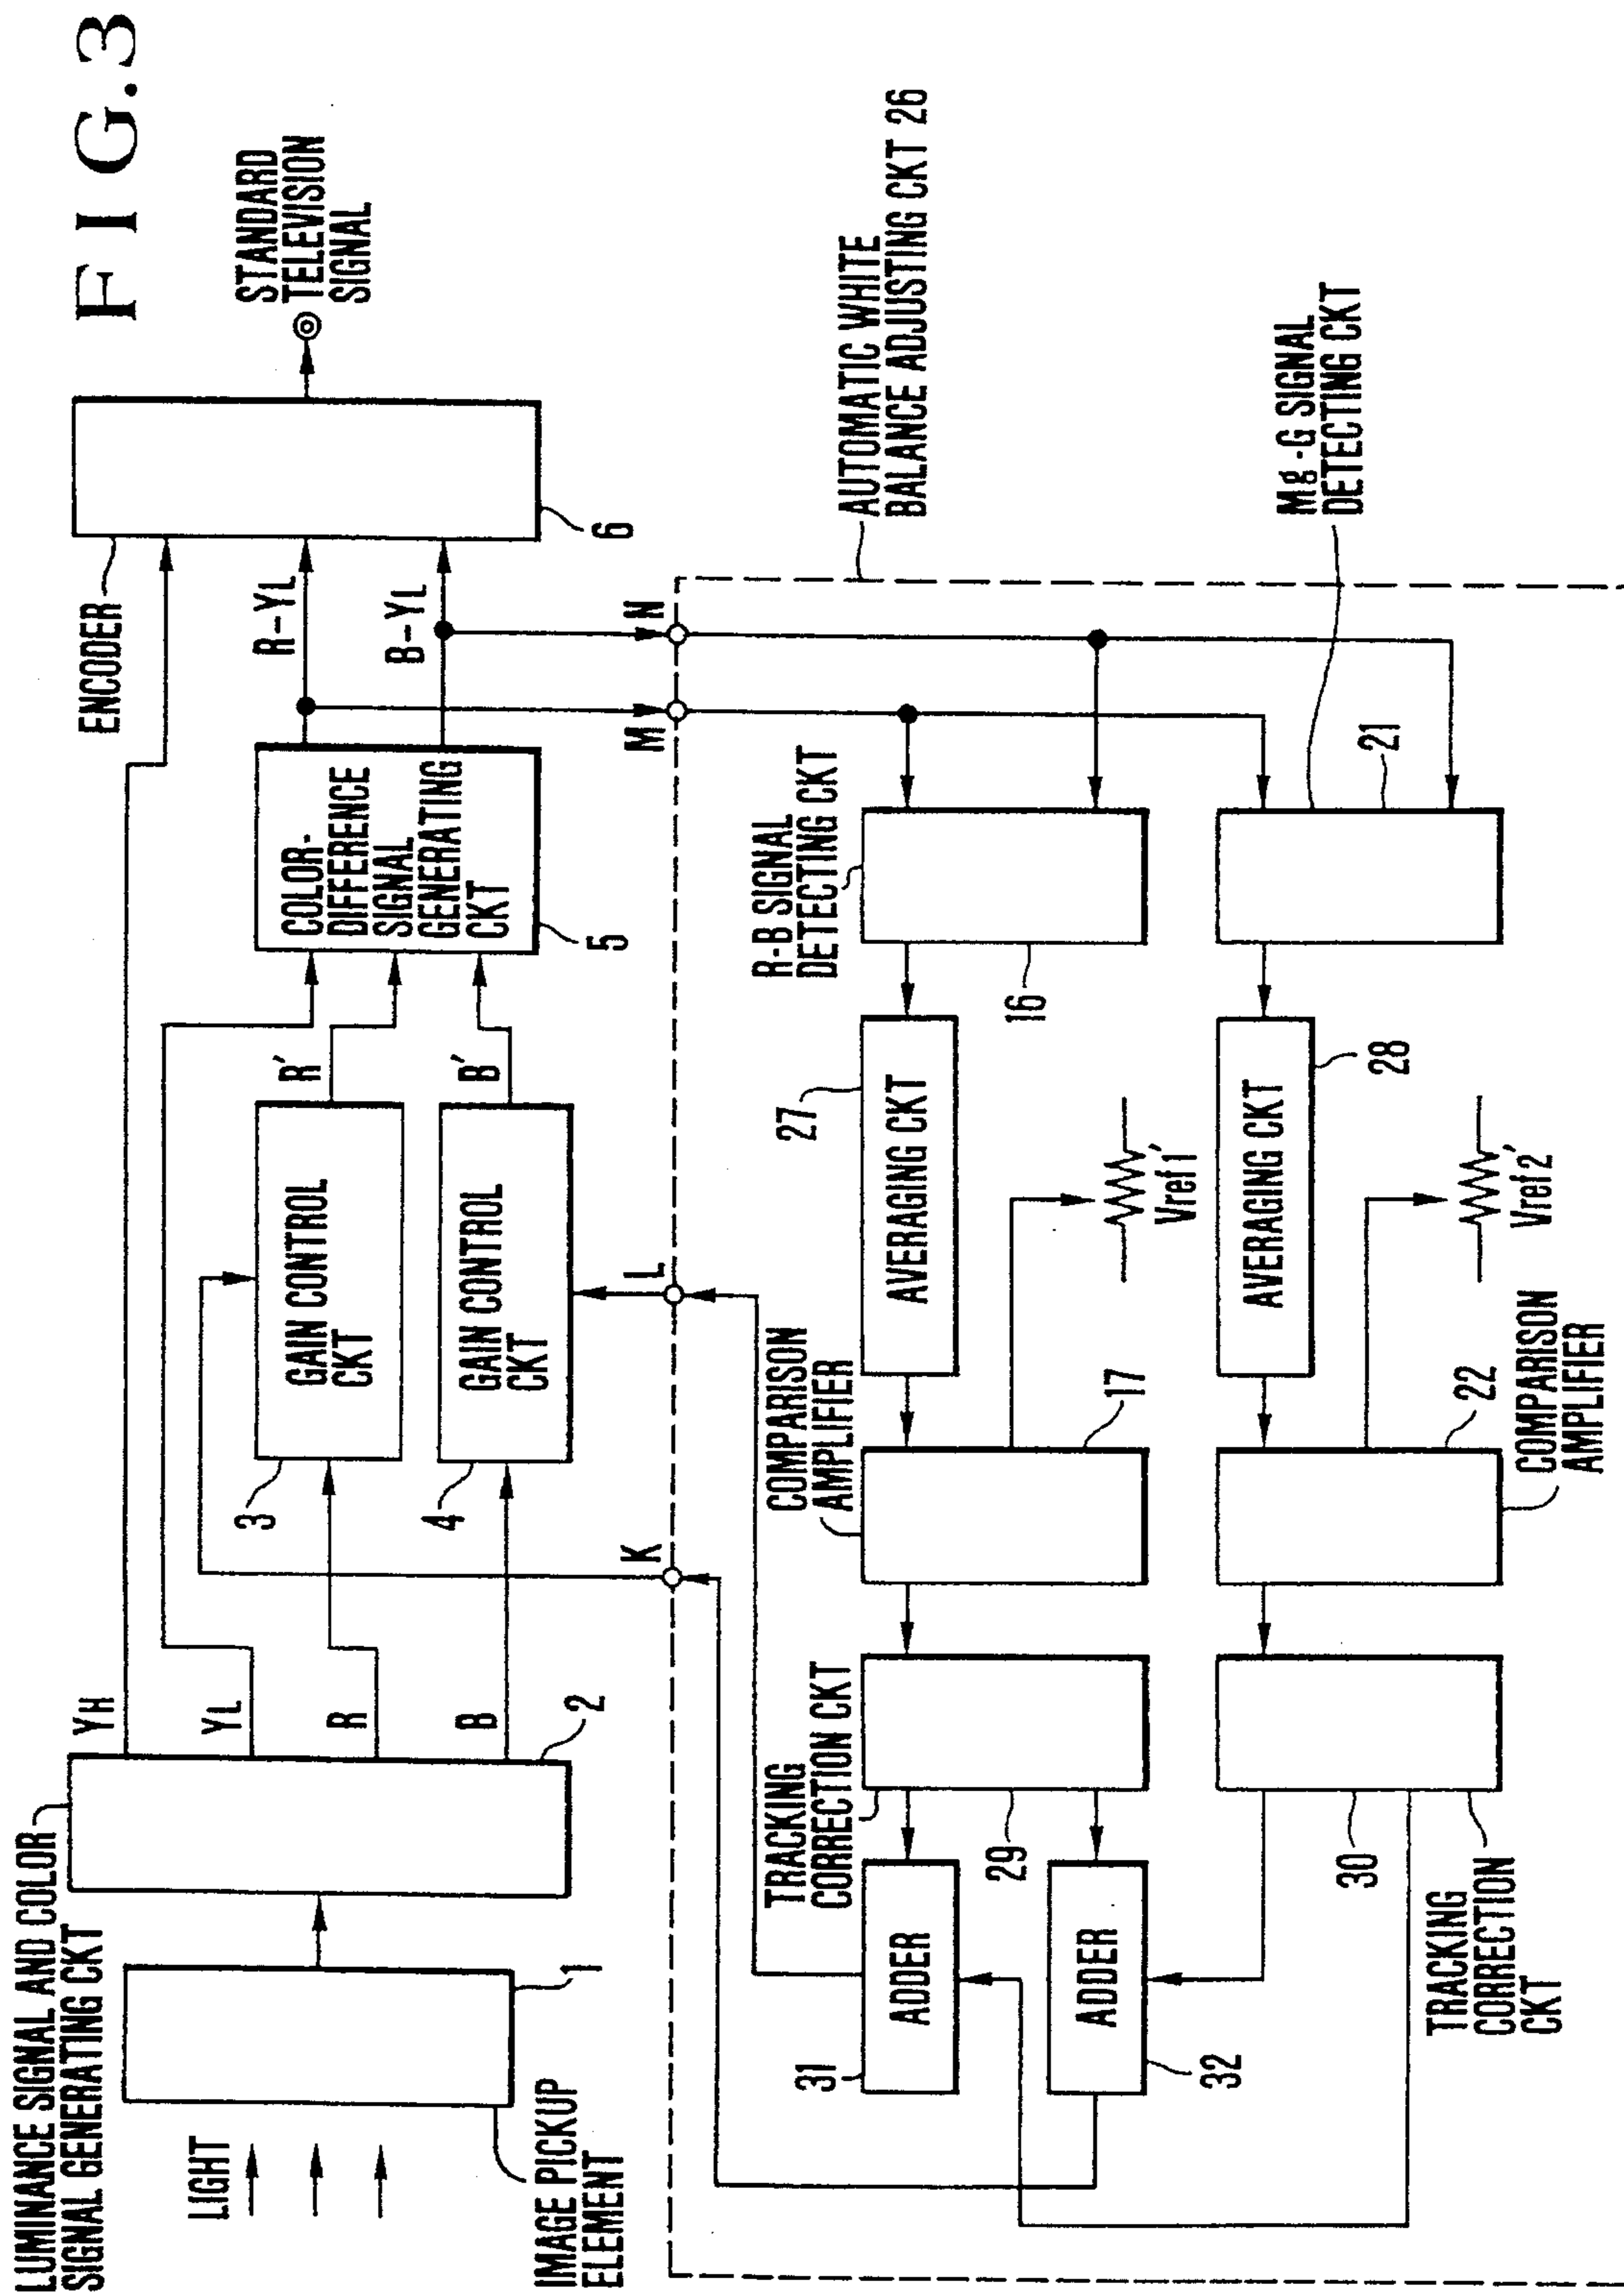 FIG.3
LUMINANCE SIGNAL AND COLOR
SIGNAL GENERATING CKT
LIGHT
IMAGE PICKUP
ELEMENT
1
2
YH
YL
R
B
3
GAIN CONTROL
CKT
4
GAIN CONTROL
CKT
R′
B′
COLOR-
DIFFERENCE
SIGNAL
GENERATING
CKT
5
ENCODER
R-YL
B-YL
6
STANDARD
TELEVISION
SIGNAL
K
L
M
N
AUTOMATIC WHITE
BALANCE ADJUSTING CKT 26
TRACKING
CORRECTION CKT
COMPARISON
AMPLIFIER
27
R-B SIGNAL
DETECTING CKT
31
ADDER
29
17
AVERAGING CKT
16
ADDER
32
Vref1′
Mg-G SIGNAL
DETECTING CKT
30
22
AVERAGING CKT
28
21
TRACKING
CORRECTION
CKT
COMPARISON
AMPLIFIER
Vref2′